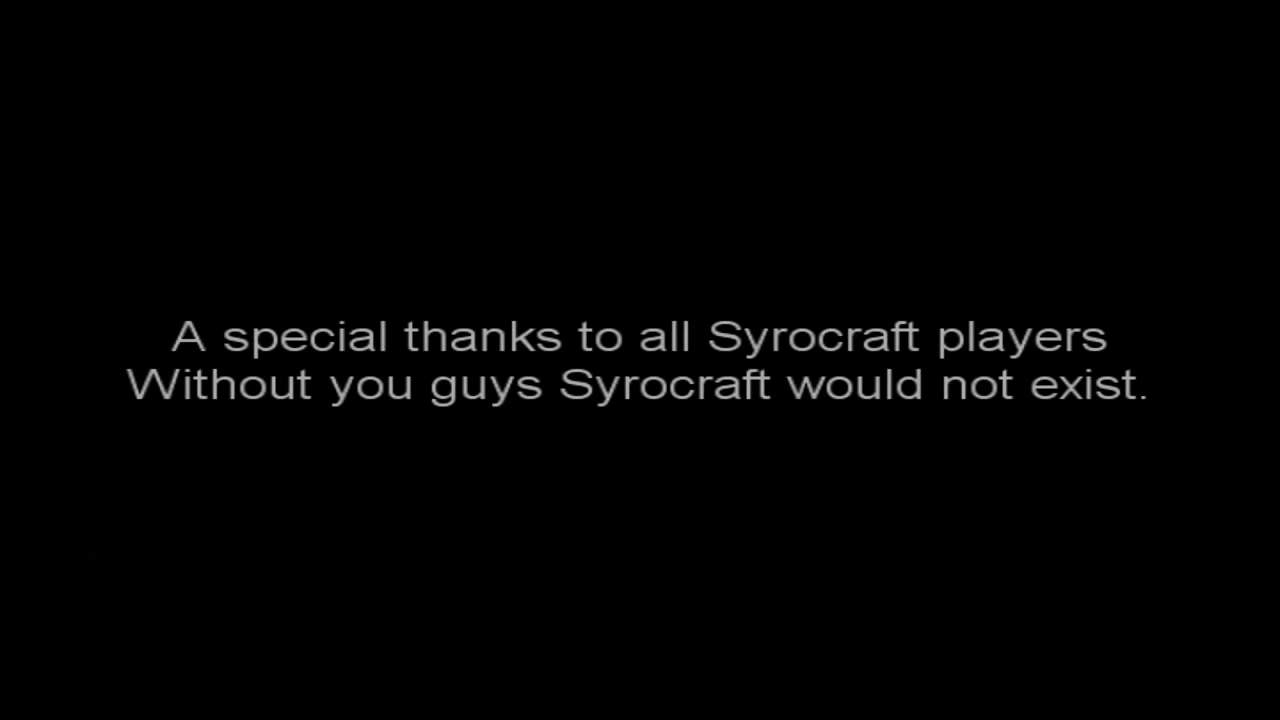 A special thanks to all Syrocraft players
Without you guys Syrocraft would not exist.